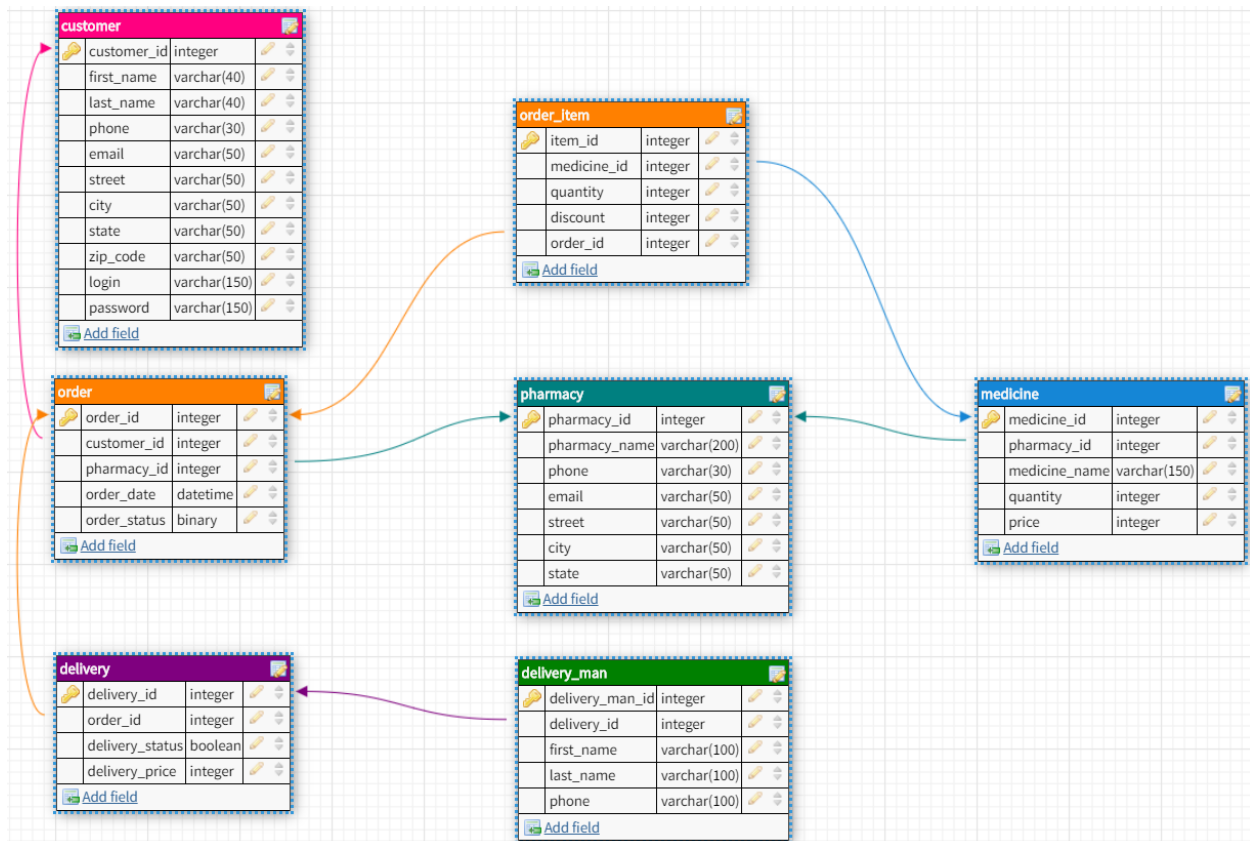 customer
customer_id integer
first_name varchar(40)
last_name varchar(40)
phone varchar(30)
email varchar(50)
street varchar(50)
city varchar(50)
state varchar(50)
zip_code varchar(50)
login varchar(150)
password varchar(150)
Add field
order_item
item_id integer
medicine_id integer
quantity integer
discount integer
order_id integer
Add field
order
order_id integer
customer_id integer
pharmacy_id integer
order_date datetime
order_status binary
Add field
pharmacy
pharmacy_id integer
pharmacy_name varchar(200)
phone varchar(30)
email varchar(50)
street varchar(50)
city varchar(50)
state varchar(50)
Add field
medicine
medicine_id integer
pharmacy_id integer
medicine_name varchar(150)
quantity integer
price integer
Add field
delivery
delivery_id integer
order_id integer
delivery_status boolean
delivery_price integer
Add field
delivery_man
delivery_man_id integer
delivery_id integer
first_name varchar(100)
last_name varchar(100)
phone varchar(100)
Add field